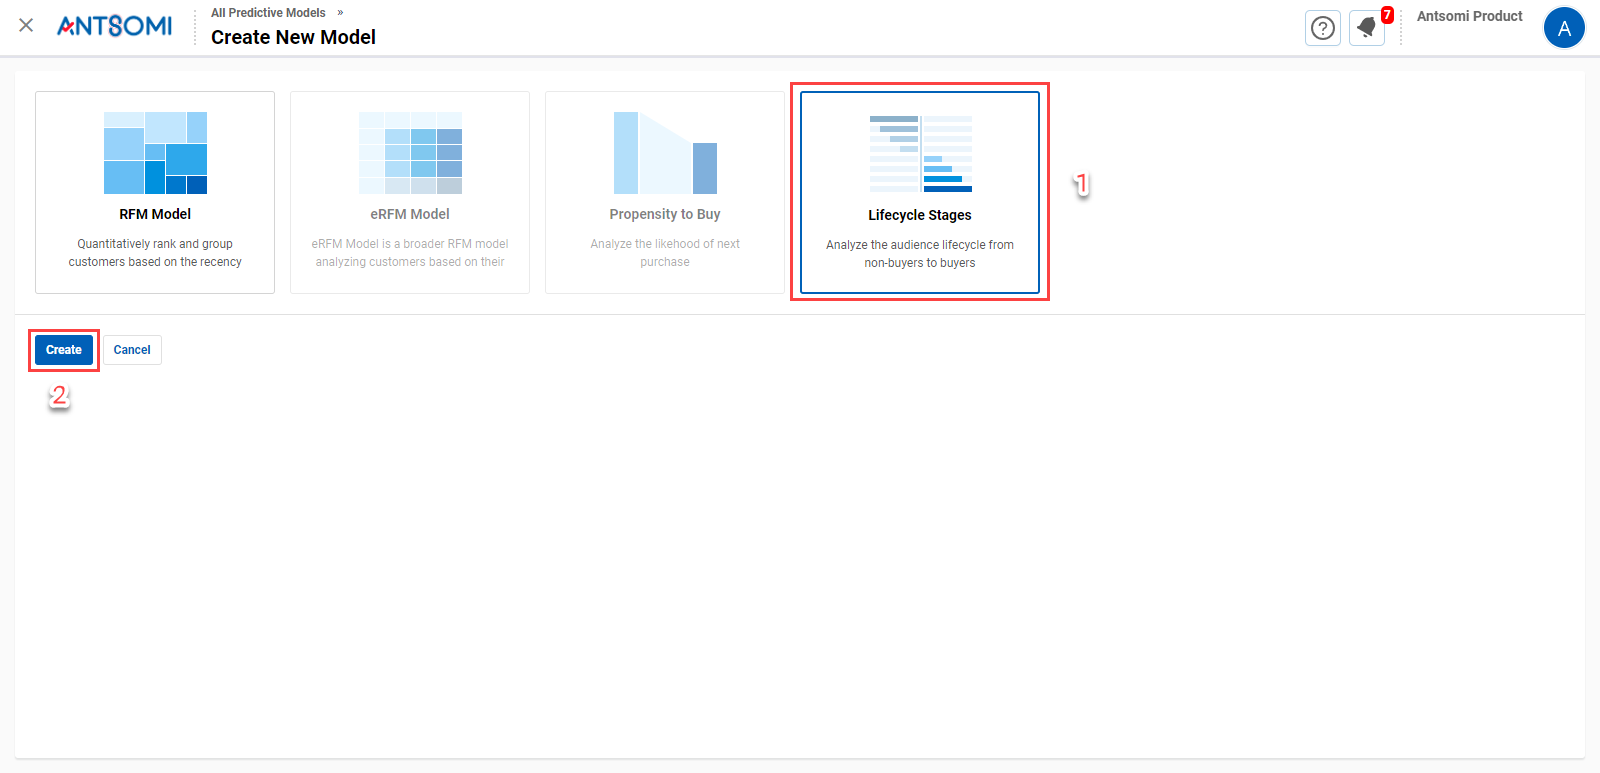 ANTSOMI
All Predictive Models »
Create New Model
7
Antsomi Product
A
RFM Model
Quantitatively rank and group
customers based on the recency
eRFM Model
eRFM Model is a broader RFM model
analyzing customers based on their
Propensity to Buy
Analyze the likehood of next
purchase
Lifecycle Stages
Analyze the audience lifecycle from
non-buyers to buyers
1
Create
Cancel
2